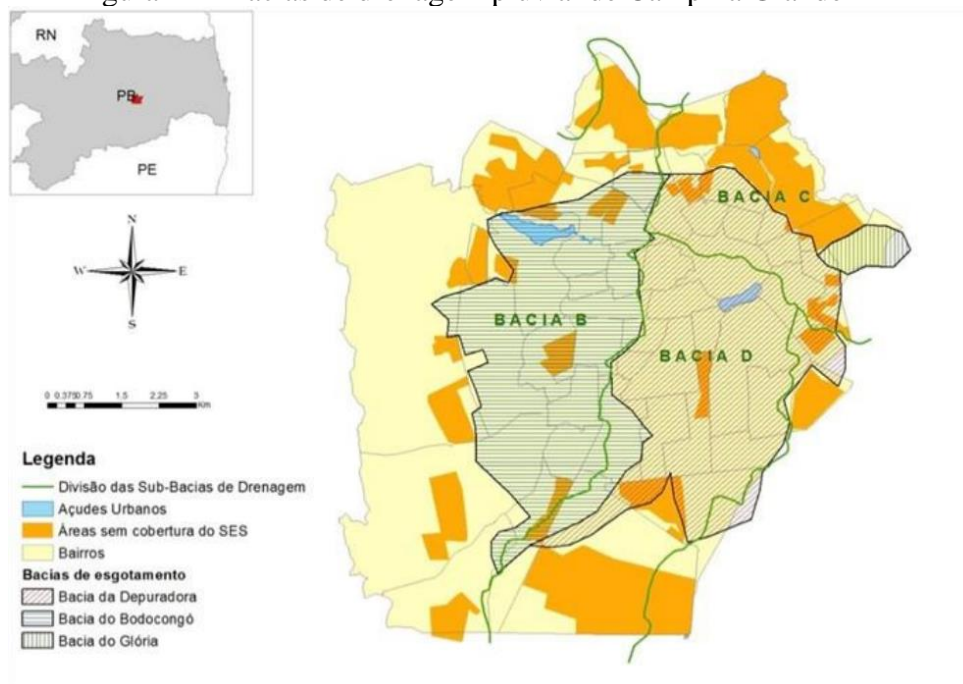 RN
PB
PE
N
W
E
S
0 0.375 0.75 1.5 2.25 3
Km
BACIA C
BACIA B
BACIA D
Legenda
Divisão das Sub-Bacias de Drenagem
Açudes Urbanos
Áreas sem cobertura do SES
Bairros
Bacias de esgotamento
Bacia da Depuradora
Bacia do Bodocongó
Bacia do Glória